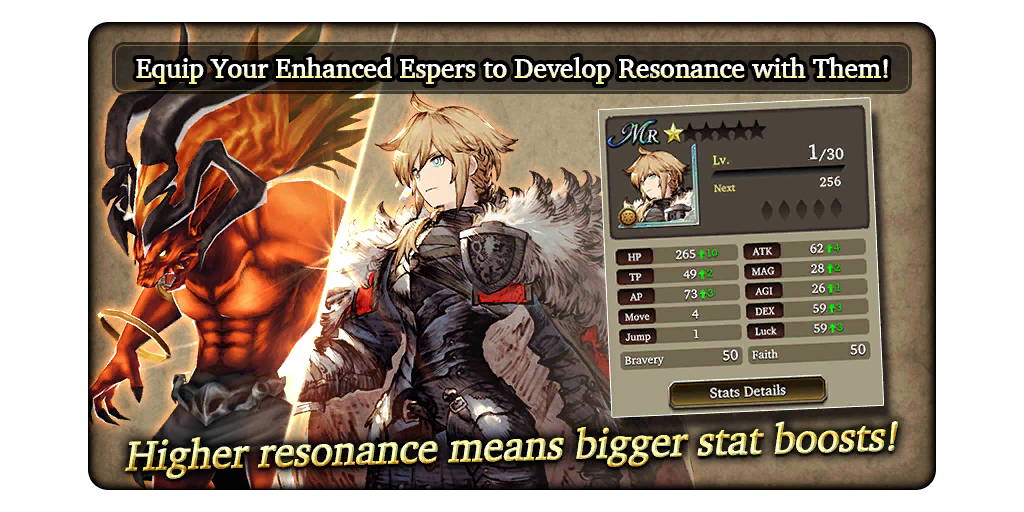 Equip Your Enhanced Espers to Develop Resonance with Them!
MR
Lv. 1/30
Next 256
HP 265 10 ATK 62 4
TP 49 2 MAG 28 2
AP 73 3 AGI 26 1
Move 4 DEX 59 3
Jump 1 Luck 59 3
Bravery 50 Faith 50
Stats Details
Higher resonance means bigger stat boosts!